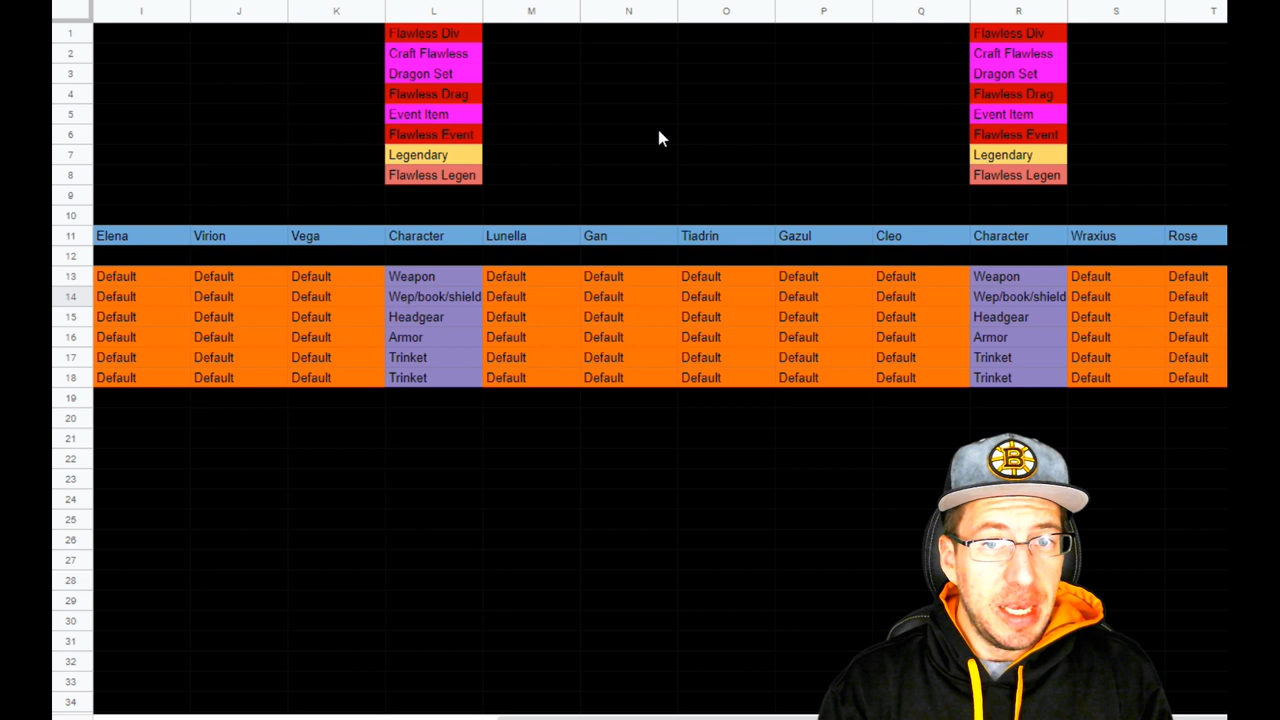 I J K L M N O P Q R S T
1 Flawless Div Flawless Div
2 Craft Flawless Craft Flawless
3 Dragon Set Dragon Set
4 Flawless Drag Flawless Drag
5 Event Item Event Item
6 Flawless Event Flawless Event
7 Legendary Legendary
8 Flawless Legen Flawless Legen
9
10
11 Elena Virion Vega Character Lunella Gan Tiadrin Gazul Cleo Character Wraxius Rose
12
13 Default Default Default Weapon Default Default Default Default Default Weapon Default Default
14 Default Default Default Wep/book/shield Default Default Default Default Default Wep/book/shield Default Default
15 Default Default Default Headgear Default Default Default Default Default Headgear Default Default
16 Default Default Default Armor Default Default Default Default Default Armor Default Default
17 Default Default Default Trinket Default Default Default Default Default Trinket Default Default
18 Default Default Default Trinket Default Default Default Default Default Trinket Default Default
19
20
21
22
23
24
25
26
27
28
29
30
31
32
33
34
B